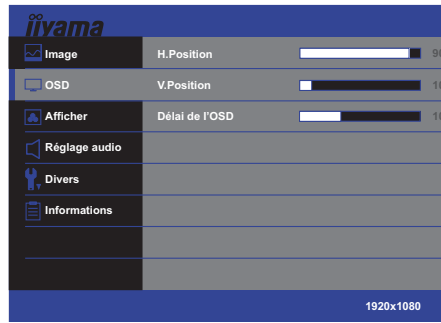 iiyama
Image
H.Position
OSD
V.Position
Afficher
Délai de l'OSD
Réglage audio
Divers
Informations
1920x1080